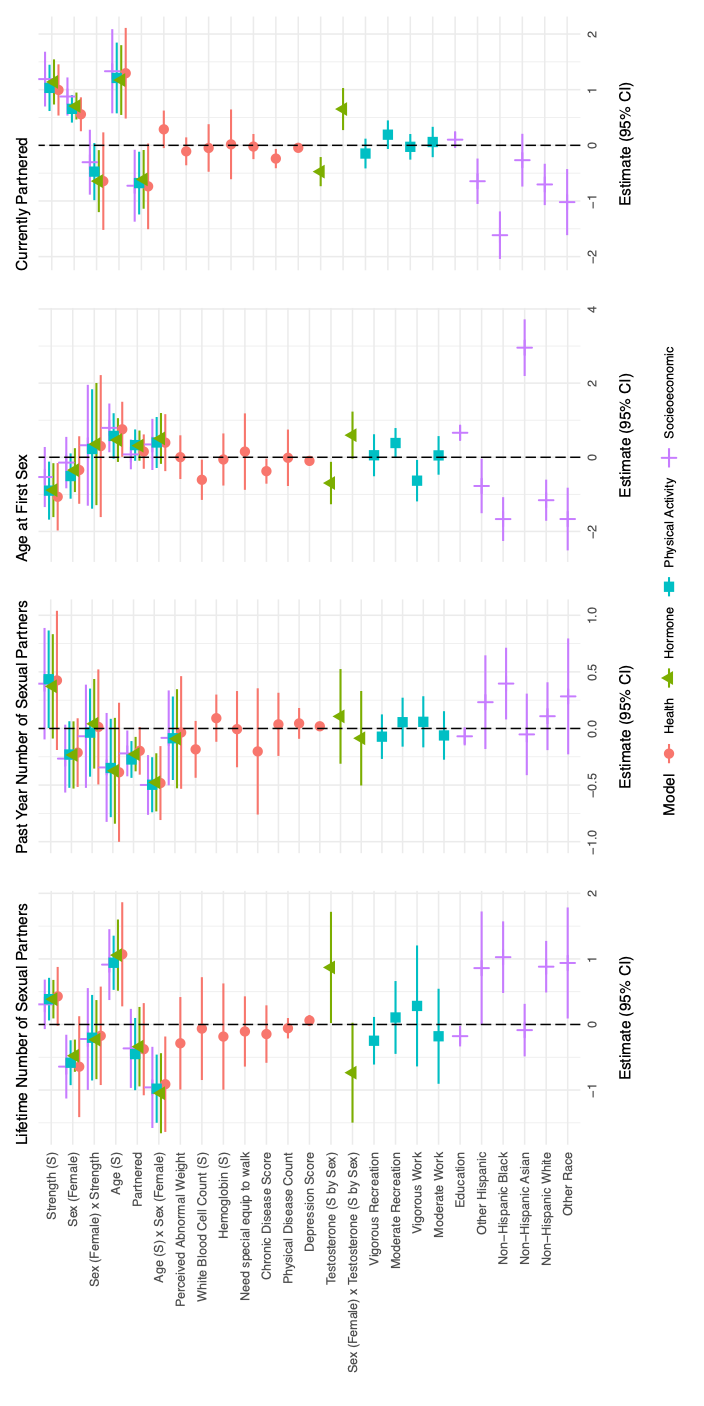 Lifetime Number of Sexual Partners
Past Year Number of Sexual Partners
Age at First Sex
Currently Partnered
Strength (S)
Sex (Female)
Sex (Female) x Strength
Age (S)
Partnered
Age (S) x Sex (Female)
Perceived Abnormal Weight
White Blood Cell Count (S)
Hemoglobin (S)
Need special equip to walk
Chronic Disease Score
Physical Disease Count
Depression Score
Testosterone (S by Sex)
Sex (Female) x Testosterone (S by Sex)
Vigorous Recreation
Moderate Recreation
Vigorous Work
Moderate Work
Education
Other Hispanic
Non−Hispanic Black
Non−Hispanic Asian
Non−Hispanic White
Other Race
−1 0 1 2
−1.0 −0.5 0.0 0.5 1.0
−2 0 2 4
−2 −1 0 1 2
Estimate (95% CI)
Estimate (95% CI)
Estimate (95% CI)
Estimate (95% CI)
Model Health Hormone Physical Activity Socioeconomic